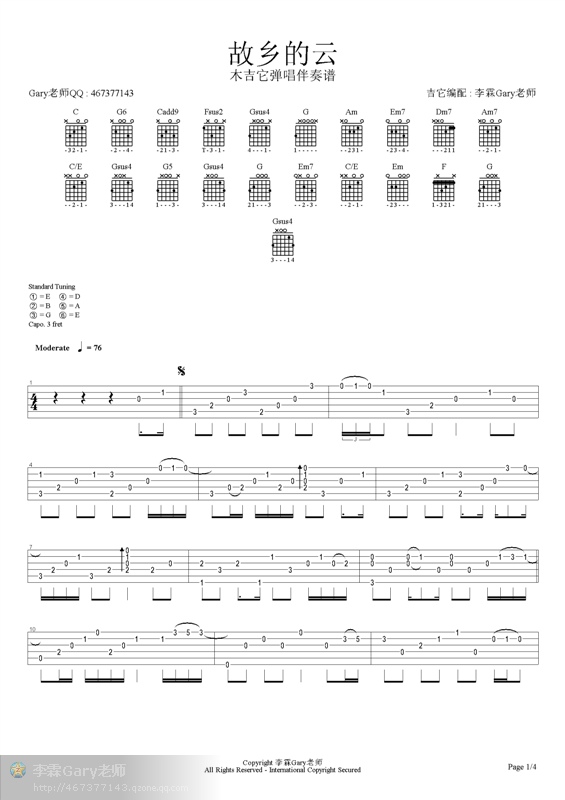 故乡的云
木吉它弹唱伴奏谱
Gary老师QQ : 467377143 吉它编配 : 李霖Gary老师
C G6 Cadd9 Fsus2 Gsus4 G Am Em7 Dm7 Am7
C/E Gsus4 G5 Gsus4 G Em7 C/E Em F G
Gsus4
3---14
Standard Tuning
① = E ④ = D
② = B ⑤ = A
③ = G ⑥ = E
Capo. 3 fret
Moderate ♩ = 76
Copyright 李霖Gary老师
All Rights Reserved - International Copyright Secured
Page 1/4
李霖Gary老师
http://467377143.qzone.qq.com